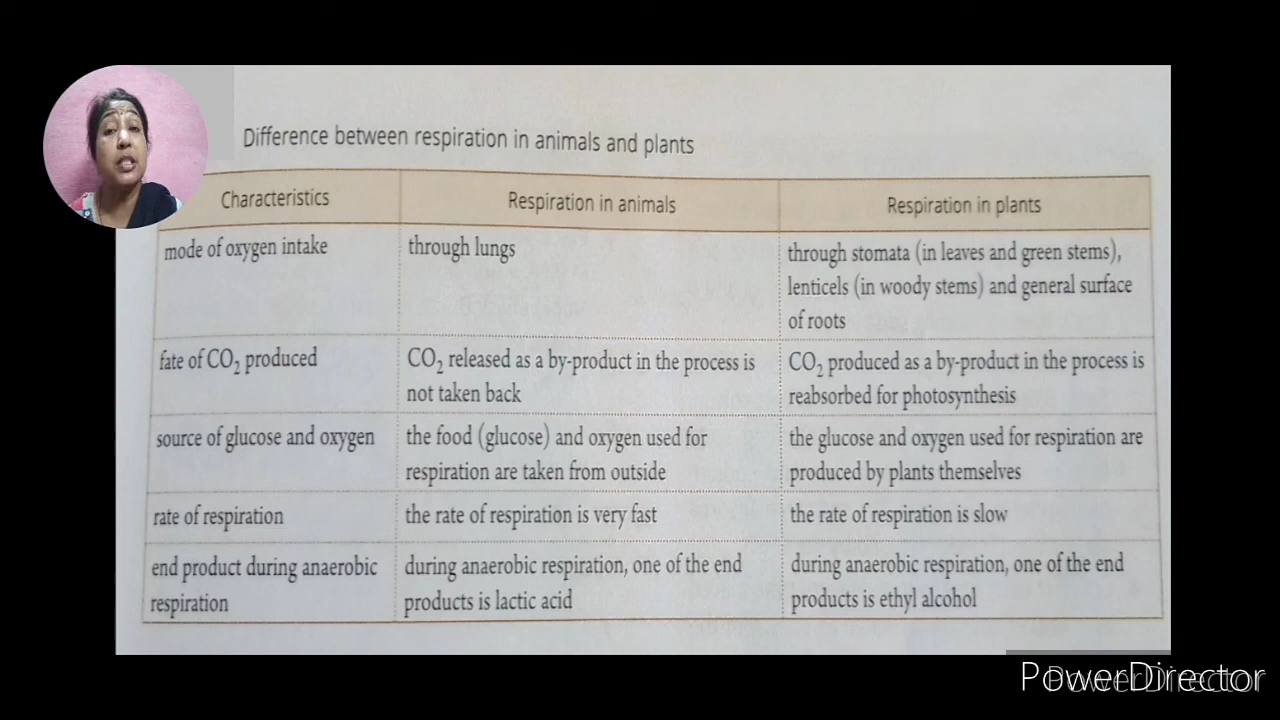 Difference between respiration in animals and plants
Characteristics
Respiration in animals
Respiration in plants
mode of oxygen intake
through lungs
through stomata (in leaves and green stems),
lenticels (in woody stems) and general surface
of roots
fate of CO₂ produced
CO₂ released as a by-product in the process is
not taken back
CO₂ produced as a by-product in the process is
reabsorbed for photosynthesis
source of glucose and oxygen
the food (glucose) and oxygen used for
respiration are taken from outside
the glucose and oxygen used for respiration are
produced by plants themselves
rate of respiration
the rate of respiration is very fast
the rate of respiration is slow
end product during anaerobic
respiration
during anaerobic respiration, one of the end
products is lactic acid
during anaerobic respiration, one of the end
products is ethyl alcohol
PowerDirector
PowerDirector